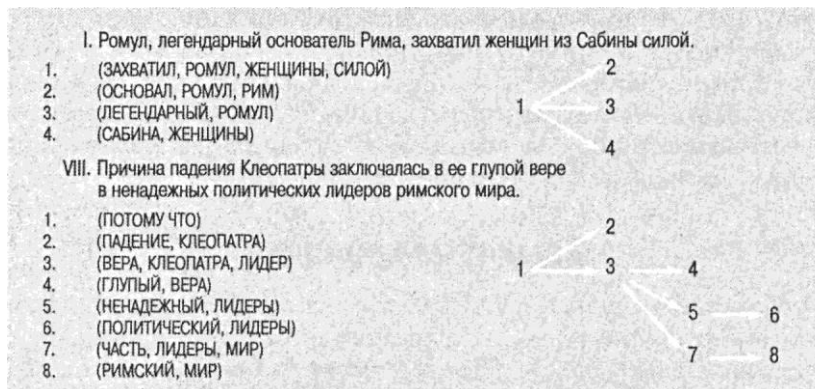 I. Ромул, легендарный основатель Рима, захватил женщин из Сабины силой.
1. (ЗАХВАТИЛ, РОМУЛ, ЖЕНЩИНЫ, СИЛОЙ)
2. (ОСНОВАЛ, РОМУЛ, РИМ)
3. (ЛЕГЕНДАРНЫЙ, РОМУЛ)
4. (САБИНА, ЖЕНЩИНЫ)
2
1 3
4
VIII. Причина падения Клеопатры заключалась в ее глупой вере
в ненадежных политических лидеров римского мира.
1. (ПОТОМУ ЧТО)
2. (ПАДЕНИЕ, КЛЕОПАТРА)
3. (ВЕРА, КЛЕОПАТРА, ЛИДЕР)
4. (ГЛУПЫЙ, ВЕРА)
5. (НЕНАДЕЖНЫЙ, ЛИДЕРЫ)
6. (ПОЛИТИЧЕСКИЙ, ЛИДЕРЫ)
7. (ЧАСТЬ, ЛИДЕРЫ, МИР)
8. (РИМСКИЙ, МИР)
2
1 3 4
5 6
7 8